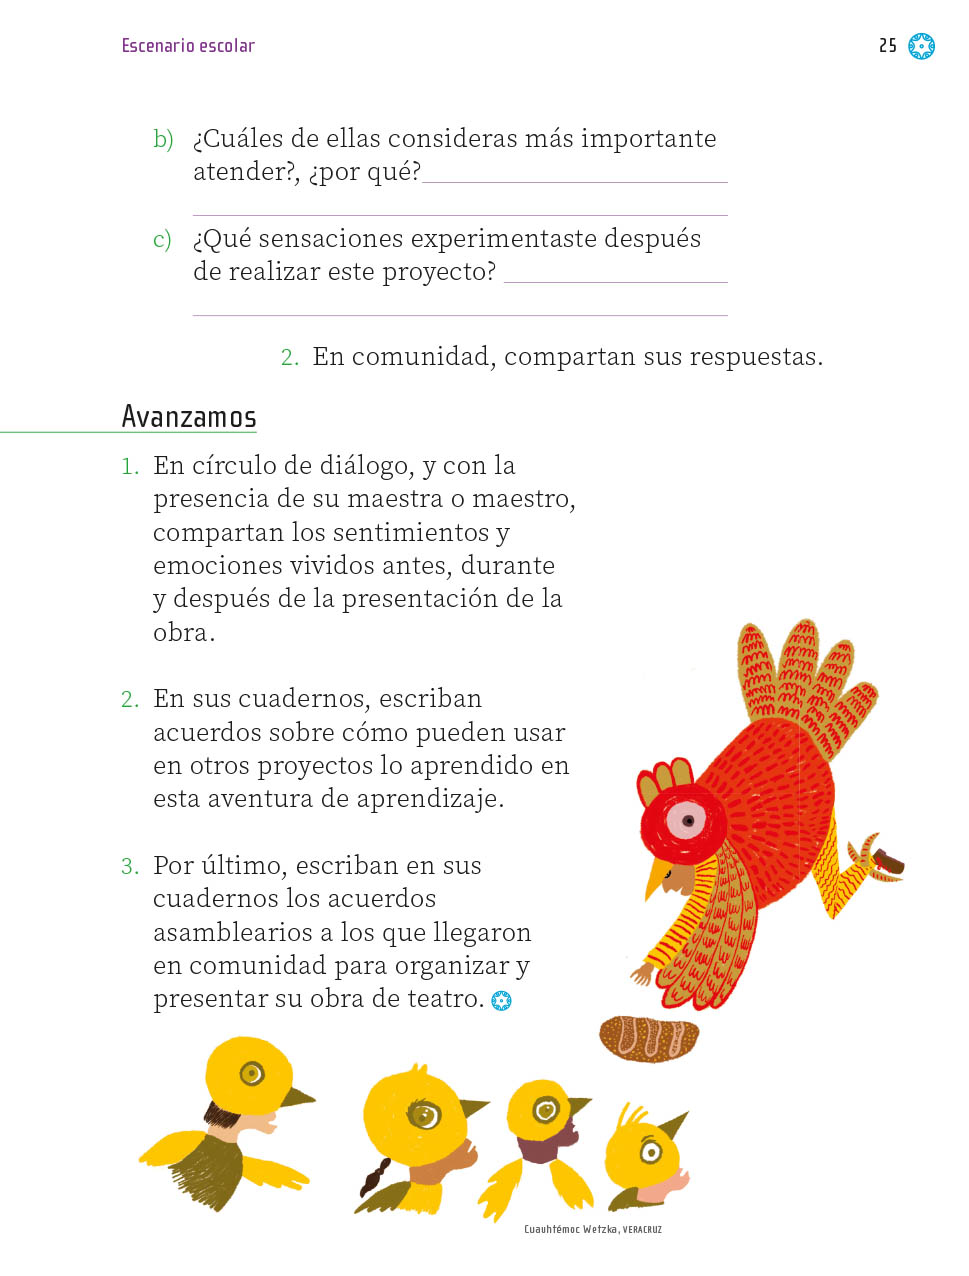 Escenario escolar
25
b) ¿Cuáles de ellas consideras más importante
atender?, ¿por qué?
c) ¿Qué sensaciones experimentaste después
de realizar este proyecto?
2. En comunidad, compartan sus respuestas.
Avanzamos
1. En círculo de diálogo, y con la
presencia de su maestra o maestro,
compartan los sentimientos y
emociones vividos antes, durante
y después de la presentación de la
obra.
2. En sus cuadernos, escriban
acuerdos sobre cómo pueden usar
en otros proyectos lo aprendido en
esta aventura de aprendizaje.
3. Por último, escriban en sus
cuadernos los acuerdos
asamblearios a los que llegaron
en comunidad para organizar y
presentar su obra de teatro.
Cuauhtémoc Wetzka, VERACRUZ